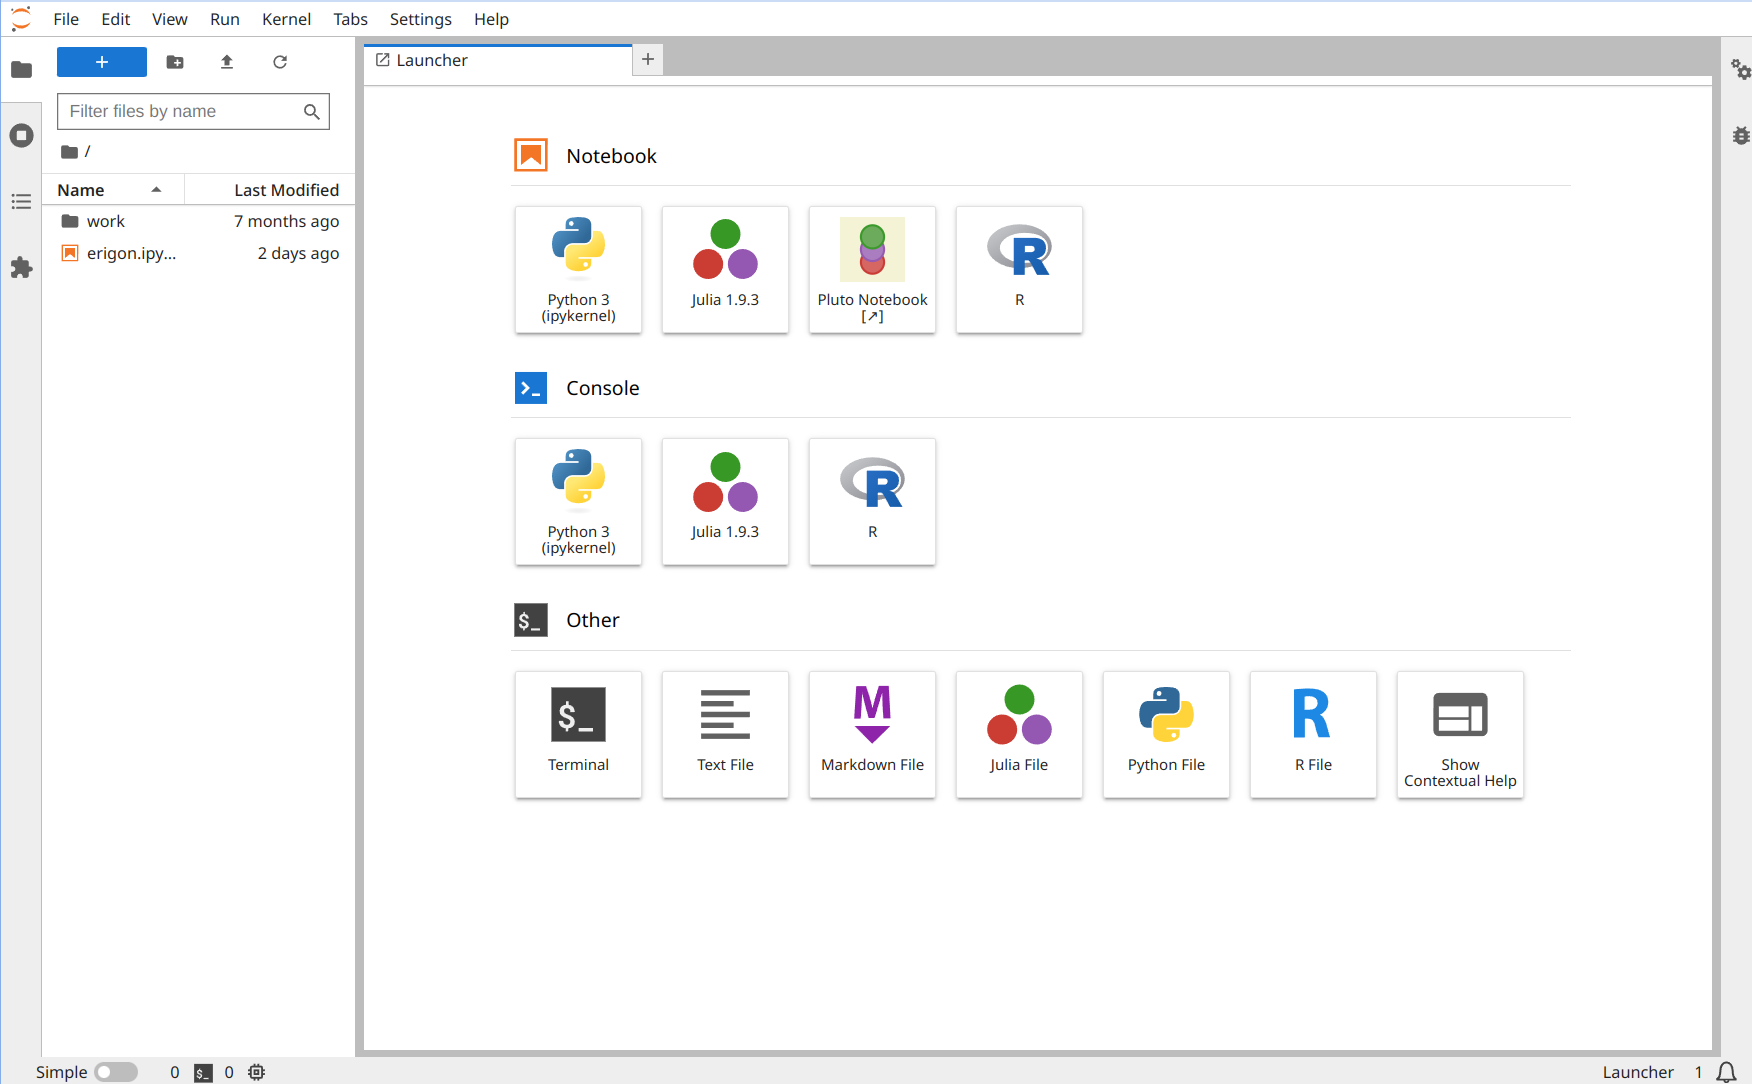 File Edit View Run Kernel Tabs Settings Help
+
Filter files by name
/
Name Last Modified
work 7 months ago
erigon.ipy... 2 days ago
Launcher +
Notebook
Python 3
(ipykernel)
Julia 1.9.3
Pluto Notebook
[↗]
R
Console
Python 3
(ipykernel)
Julia 1.9.3
R
$_ Other
$_
Terminal
Text File
M
Markdown File
Julia File
Python File
R
R File
Show
Contextual Help
Simple 0 $_ 0 Launcher 1